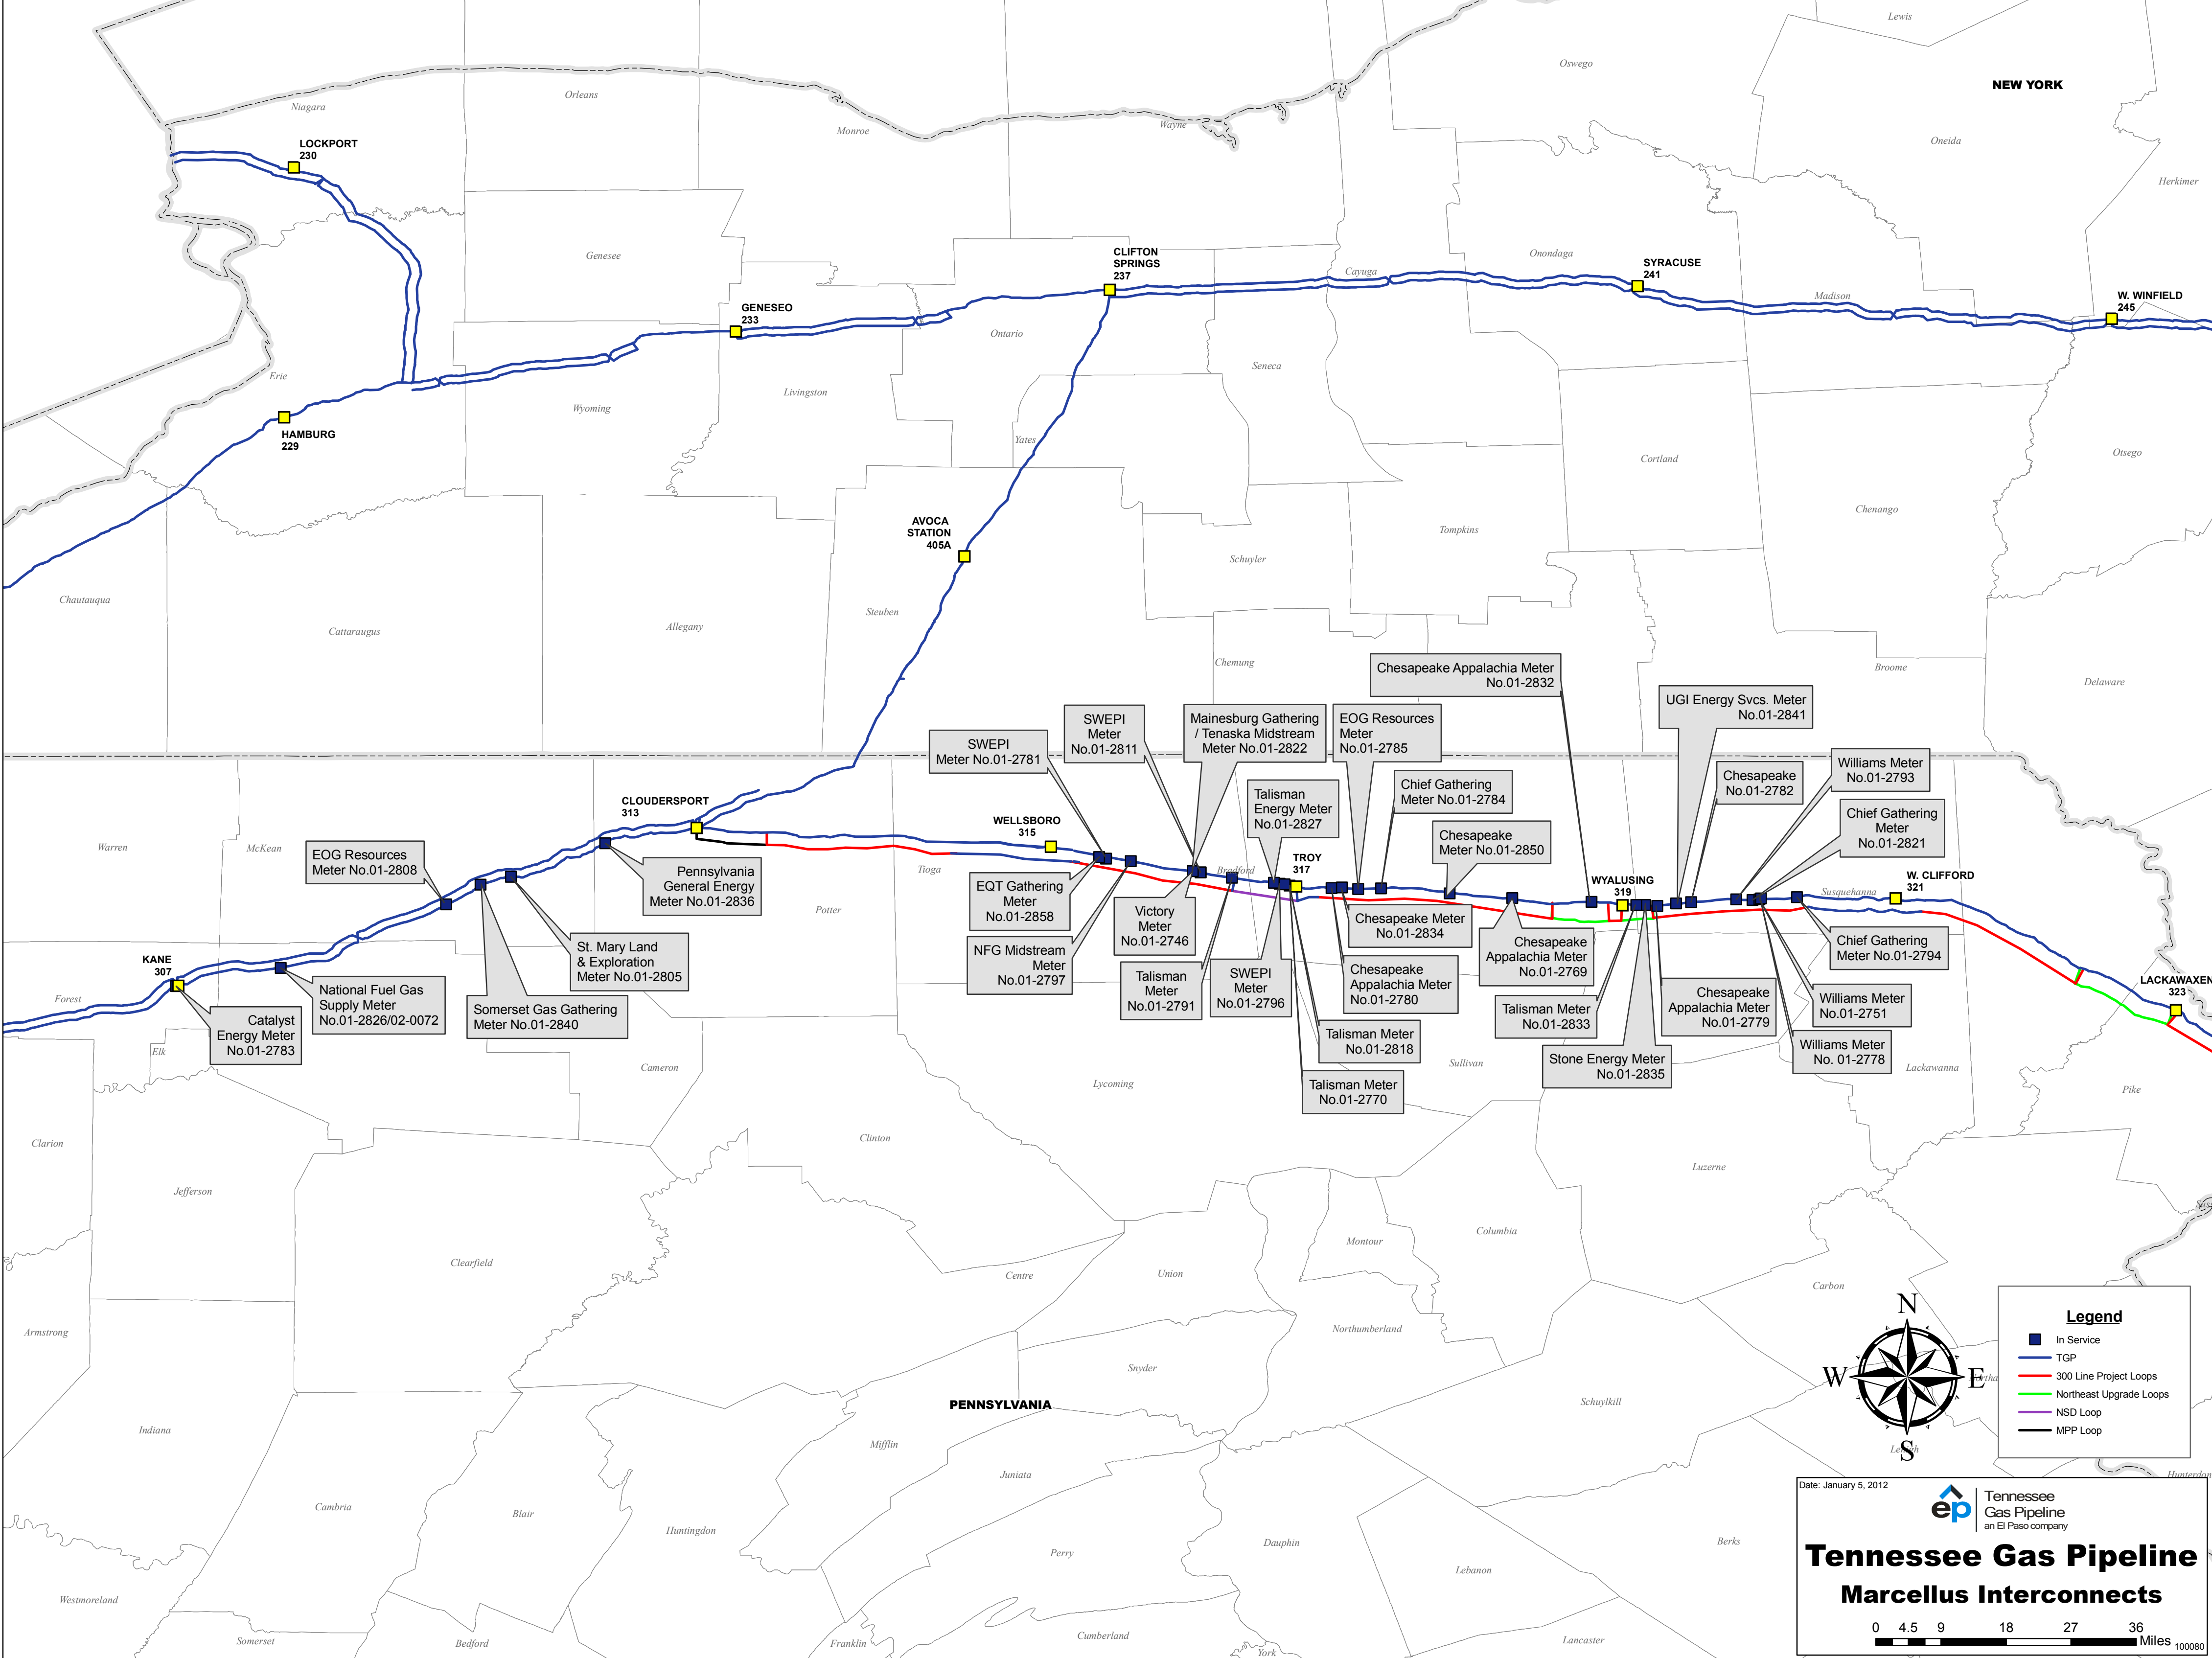 Lewis
Oswego
NEW YORK
Niagara
Orleans
Monroe
Wayne
Oneida
Herkimer
LOCKPORT
230
Genesee
CLIFTON
SPRINGS
237
Cayuga
Onondaga
SYRACUSE
241
Madison
W. WINFIELD
245
GENESEO
233
Ontario
Seneca
Erie
Wyoming
Livingston
HAMBURG
229
Yates
Cortland
Otsego
Chenango
AVOCA
STATION
405A
Schuyler
Tompkins
Chautauqua
Cattaraugus
Allegany
Steuben
Chemung
Broome
Delaware
Chesapeake Appalachia Meter
No.01-2832
UGI Energy Svcs. Meter
No.01-2841
SWEPI
Meter No.01-2781
SWEPI
Meter
No.01-2811
Mainesburg Gathering
/ Tenaska Midstream
Meter No.01-2822
EOG Resources
Meter
No.01-2785
Williams Meter
No.01-2793
Chesapeake
No.01-2782
Chief Gathering
Meter No.01-2784
Talisman
Energy Meter
No.01-2827
Chief Gathering
Meter
No.01-2821
Chesapeake
Meter No.01-2850
CLOUDERSPORT
313
WELLSBORO
315
TROY
317
WYALUSING
319
W. CLIFFORD
321
Warren
McKean
Potter
Tioga
Bradford
Susquehanna
EOG Resources
Meter No.01-2808
Pennsylvania
General Energy
Meter No.01-2836
EQT Gathering
Meter
No.01-2858
Victory
Meter
No.01-2746
Chesapeake Meter
No.01-2834
Chesapeake
Appalachia Meter
No.01-2769
Chief Gathering
Meter No.01-2794
St. Mary Land
& Exploration
Meter No.01-2805
NFG Midstream
Meter
No.01-2797
Talisman
Meter
No.01-2791
SWEPI
Meter
No.01-2796
Chesapeake
Appalachia Meter
No.01-2780
Talisman Meter
No.01-2833
Chesapeake
Appalachia Meter
No.01-2779
Williams Meter
No.01-2751
LACKAWAXEN
323
KANE
307
Forest
National Fuel Gas
Supply Meter
No.01-2826/02-0072
Somerset Gas Gathering
Meter No.01-2840
Catalyst
Energy Meter
No.01-2783
Talisman Meter
No.01-2818
Stone Energy Meter
No.01-2835
Williams Meter
No. 01-2778
Talisman Meter
No.01-2770
Elk
Cameron
Lycoming
Sullivan
Lackawanna
Pike
Clarion
Clinton
Luzerne
Jefferson
Columbia
Montour
Clearfield
Centre
Union
Carbon
Armstrong
Northumberland
Snyder
PENNSYLVANIA
Schuylkill
Indiana
Mifflin
Juniata
Lehigh
Hunterdon
Cambria
Blair
Huntingdon
Perry
Dauphin
Berks
Lebanon
Westmoreland
Somerset
Bedford
Franklin
Cumberland
York
Lancaster
N
W
E
S
Legend
In Service
TGP
300 Line Project Loops
Northeast Upgrade Loops
NSD Loop
MPP Loop
Date: January 5, 2012
ep
Tennessee
Gas Pipeline
an El Paso company
Tennessee Gas Pipeline
Marcellus Interconnects
0 4.5 9 18 27 36
Miles
100080